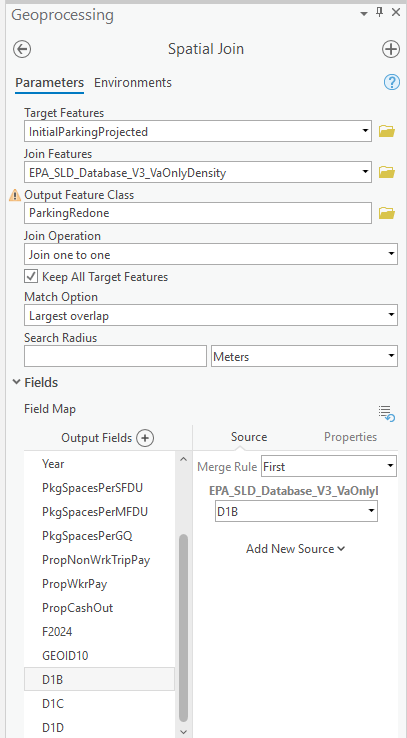 Geoprocessing
Spatial Join
Parameters Environments
Target Features
InitialParkingProjected
Join Features
EPA_SLD_Database_V3_VaOnlyDensity
Output Feature Class
ParkingRedone
Join Operation
Join one to one
Keep All Target Features
Match Option
Largest overlap
Search Radius
Meters
Fields
Field Map
Output Fields
Source Properties
Year
PkgSpacesPerSFDU
PkgSpacesPerMFDU
PkgSpacesPerGQ
PropNonWrkTripPay
PropWkrPay
PropCashOut
F2024
GEOID10
D1B
D1C
D1D
Merge Rule First
EPA_SLD_Database_V3_VaOnlyI
D1B
Add New Source